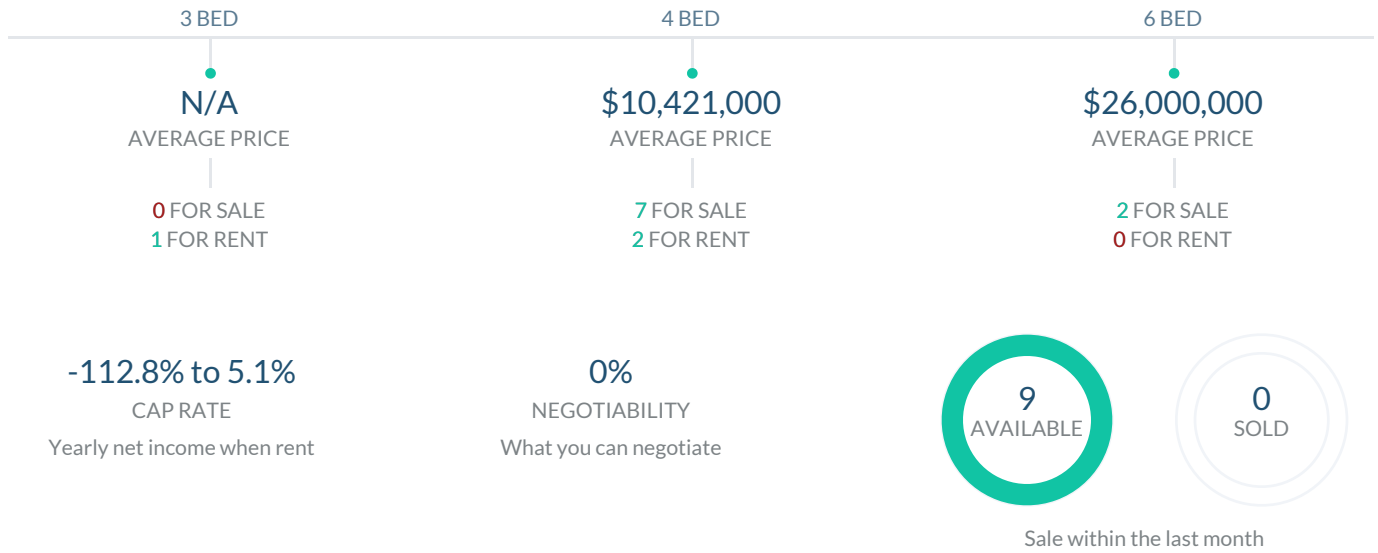 3 BED
N/A
AVERAGE PRICE
0 FOR SALE
1 FOR RENT
4 BED
$10,421,000
AVERAGE PRICE
7 FOR SALE
2 FOR RENT
6 BED
$26,000,000
AVERAGE PRICE
2 FOR SALE
0 FOR RENT
-112.8% to 5.1%
CAP RATE
Yearly net income when rent
0%
NEGOTIABILITY
What you can negotiate
9
AVAILABLE
0
SOLD
Sale within the last month